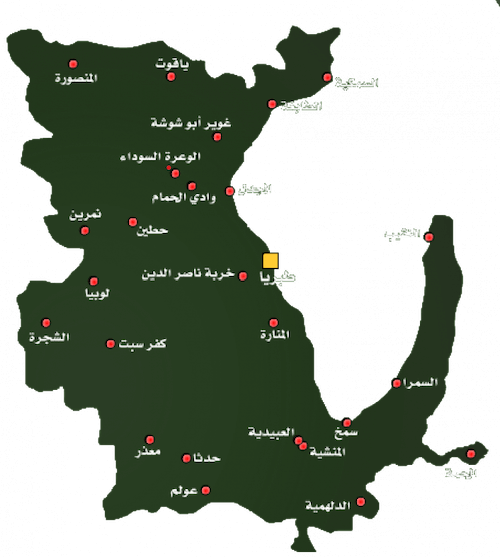 ياقوت
المنصورة
السمكية
الطابغة
غوير أبو شوشة
الوعرة السوداء
المجدل
وادي الحمام
نمرين
حطين
النقيب
خربة ناصر الدين
طبريا
لوبيا
المنارة
الشجرة
كفر سبت
السمرا
سمخ
العبيدية
المنشية
معذر
حدثا
عولم
الدلهمية